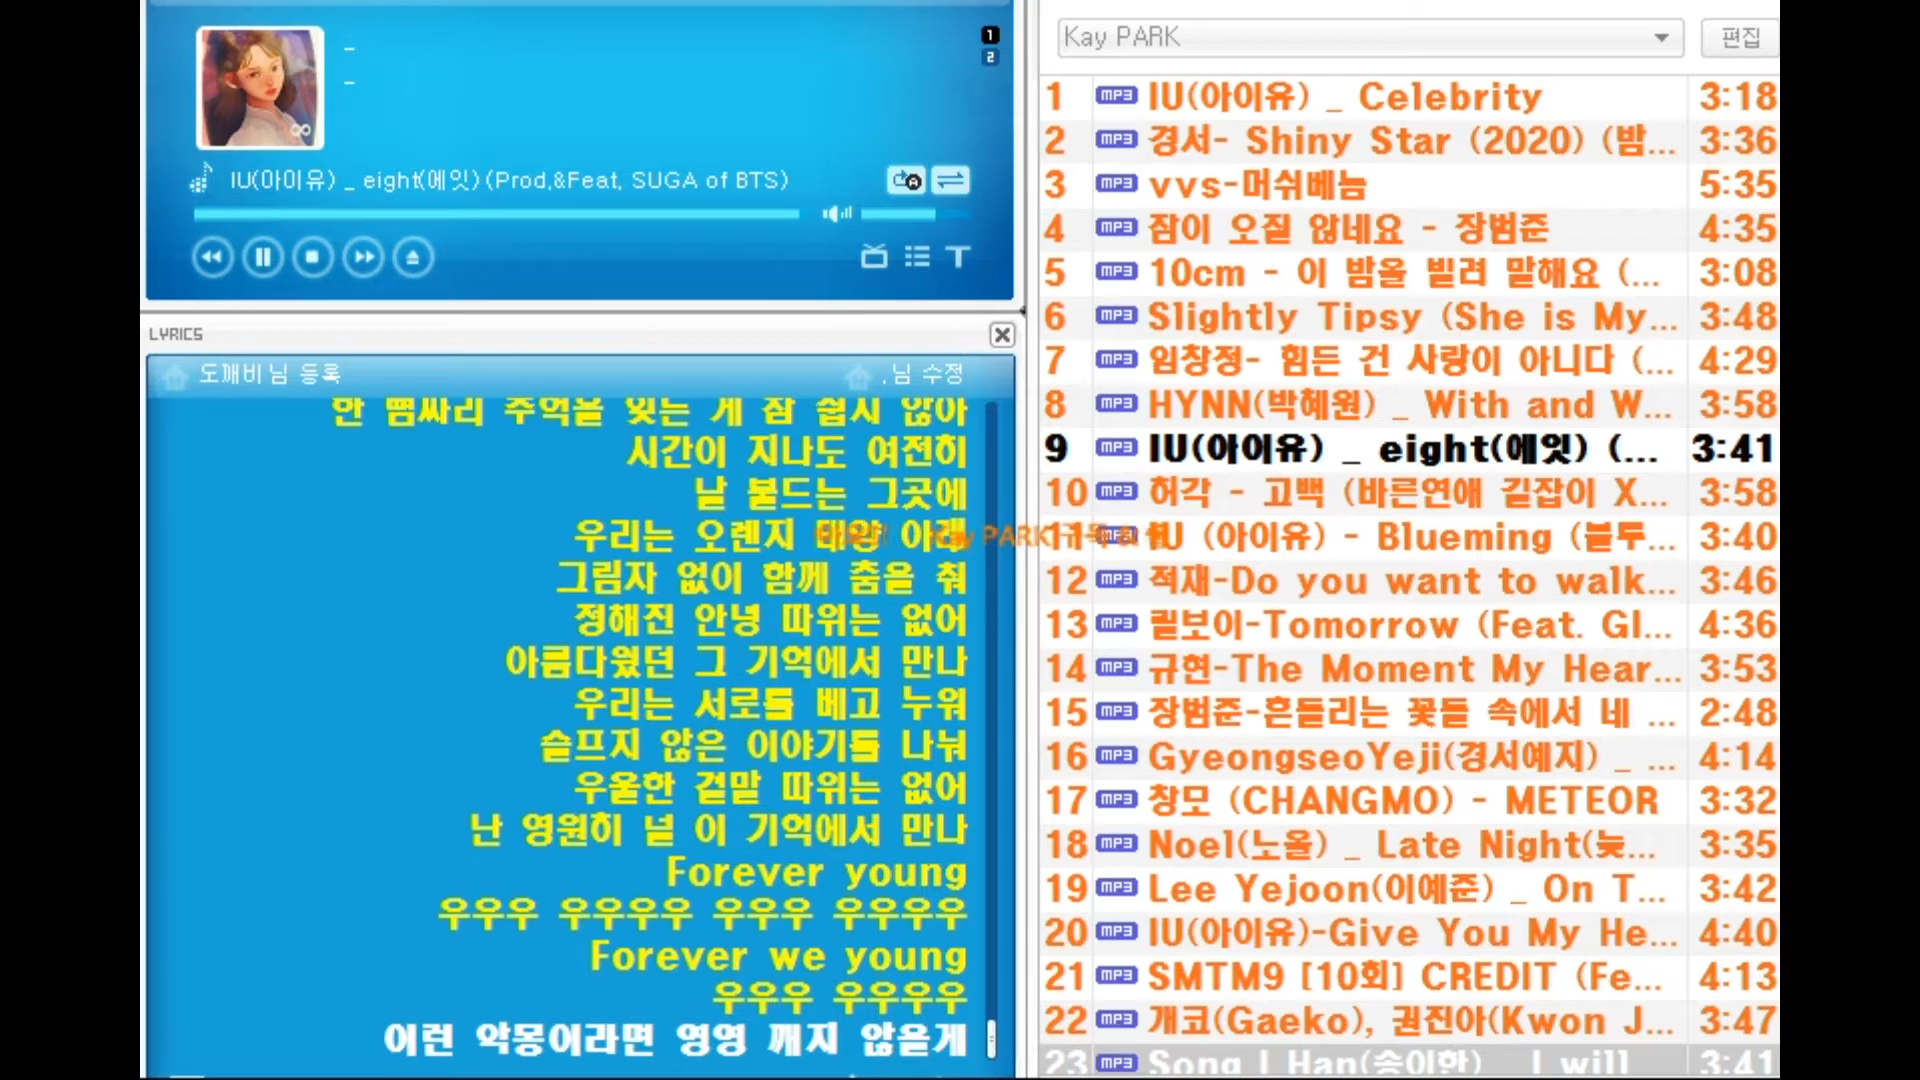 1
2
IU(아이유) _ eight(에잇) (Prod.&Feat. SUGA of BTS)
LYRICS
도깨비 님 등록
. 님 수정
한 뼘짜리 추억을 잊는 게 참 쉽지 않아
시간이 지나도 여전히
날 붙드는 그곳에
우리는 오렌지 태양 아래
그림자 없이 함께 춤을 춰
정해진 안녕 따위는 없어
아름다웠던 그 기억에서 만나
우리는 서로를 베고 누워
슬프지 않은 이야기를 나눠
우울한 결말 따위는 없어
난 영원히 널 이 기억에서 만나
Forever young
우우우 우우우우 우우우 우우우우
Forever we young
우우우 우우우우
이런 악몽이라면 영영 깨지 않을게
Kay PARK 편집
1 MP3 IU(아이유) _ Celebrity 3:18
2 MP3 경서- Shiny Star (2020) (밤... 3:36
3 MP3 vvs-머쉬베놈 5:35
4 MP3 잠이 오질 않네요 - 장범준 4:35
5 MP3 10cm - 이 밤을 빌려 말해요 (... 3:08
6 MP3 Slightly Tipsy (She is My... 3:48
7 MP3 임창정- 힘든 건 사랑이 아니다 (... 4:29
8 MP3 HYNN(박혜원) _ With and W... 3:58
9 MP3 IU(아이유) _ eight(에잇) (... 3:41
10 MP3 허각 - 고백 (바른연애 길잡이 X... 3:58
11 MP3 IU (아이유) - Blueming (블루... 3:40
12 MP3 적재-Do you want to walk... 3:46
13 MP3 릴보이-Tomorrow (Feat. Gl... 4:36
14 MP3 규현-The Moment My Hear... 3:53
15 MP3 장범준-흔들리는 꽃들 속에서 네 ... 2:48
16 MP3 GyeongseoYeji(경서예지) _ ... 4:14
17 MP3 창모 (CHANGMO) - METEOR 3:32
18 MP3 Noel(노을) _ Late Night(늦... 3:35
19 MP3 Lee Yejoon(이예준) _ On T... 3:42
20 MP3 IU(아이유)-Give You My He... 4:40
21 MP3 SMTM9 [10회] CREDIT (Fe... 4:13
22 MP3 개코(Gaeko), 권진아(Kwon J... 3:47
23 MP3 Song I Han(송이한) _ I will 3:41
Kay PARK 구독 &